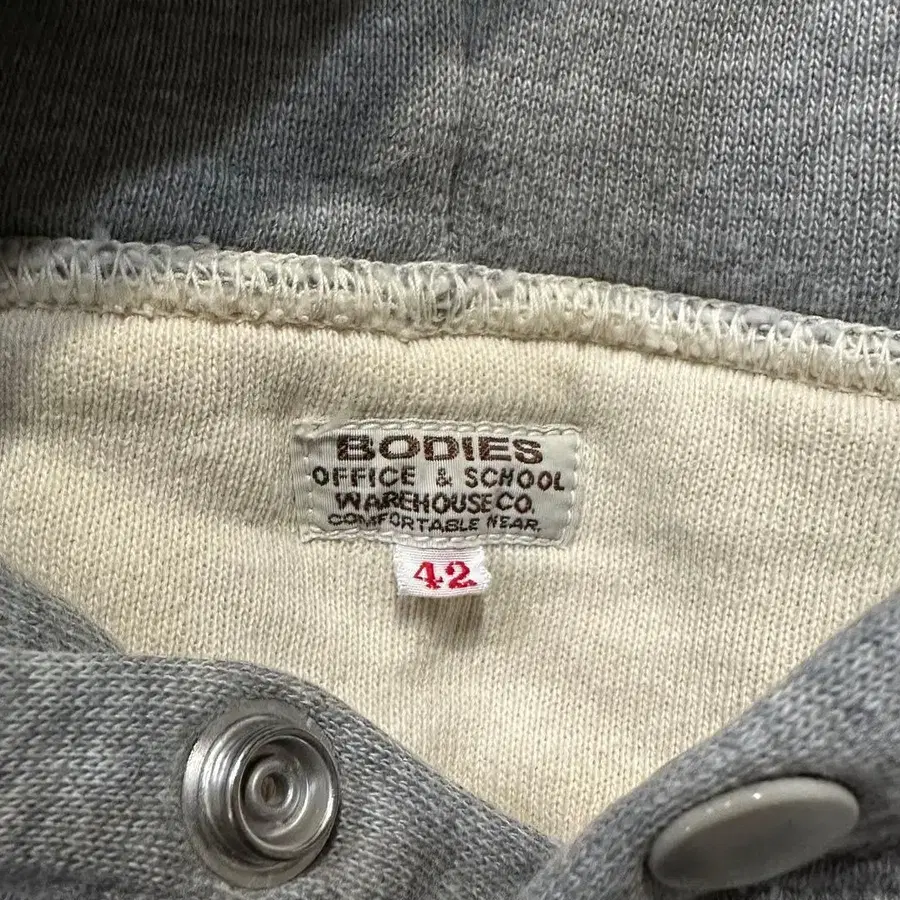 BODIES
OFFICE & SCHOOL
WAREHOUSE CO.
COMFORTABLE WEAR.
42